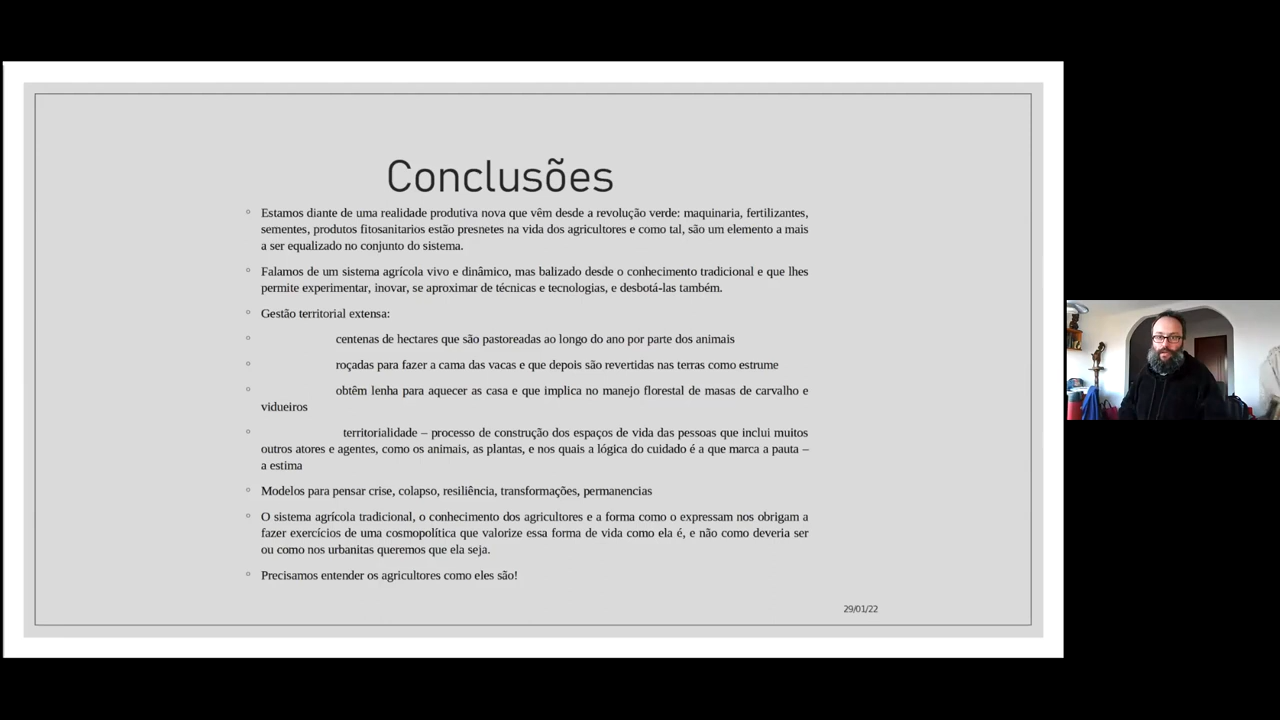 Conclusões
Estamos diante de uma realidade produtiva nova que vêm desde a revolução verde: maquinaria, fertilizantes,
sementes, produtos fitosanitarios estão presnetes na vida dos agricultores e como tal, são um elemento a mais
a ser equalizado no conjunto do sistema.
Falamos de um sistema agrícola vivo e dinâmico, mas balizado desde o conhecimento tradicional e que lhes
permite experimentar, inovar, se aproximar de técnicas e tecnologias, e desbotá-las também.
Gestão territorial extensa:
centenas de hectares que são pastoreadas ao longo do ano por parte dos animais
roçadas para fazer a cama das vacas e que depois são revertidas nas terras como estrume
obtêm lenha para aquecer as casa e que implica no manejo florestal de masas de carvalho e
vidueiros
territorialidade – processo de construção dos espaços de vida das pessoas que inclui muitos
outros atores e agentes, como os animais, as plantas, e nos quais a lógica do cuidado é a que marca a pauta –
a estima
Modelos para pensar crise, colapso, resiliência, transformações, permanencias
O sistema agrícola tradicional, o conhecimento dos agricultores e a forma como o expressam nos obrigam a
fazer exercícios de uma cosmopolítica que valorize essa forma de vida como ela é, e não como deveria ser
ou como nos urbanitas queremos que ela seja.
Precisamos entender os agricultores como eles são!
29/01/22